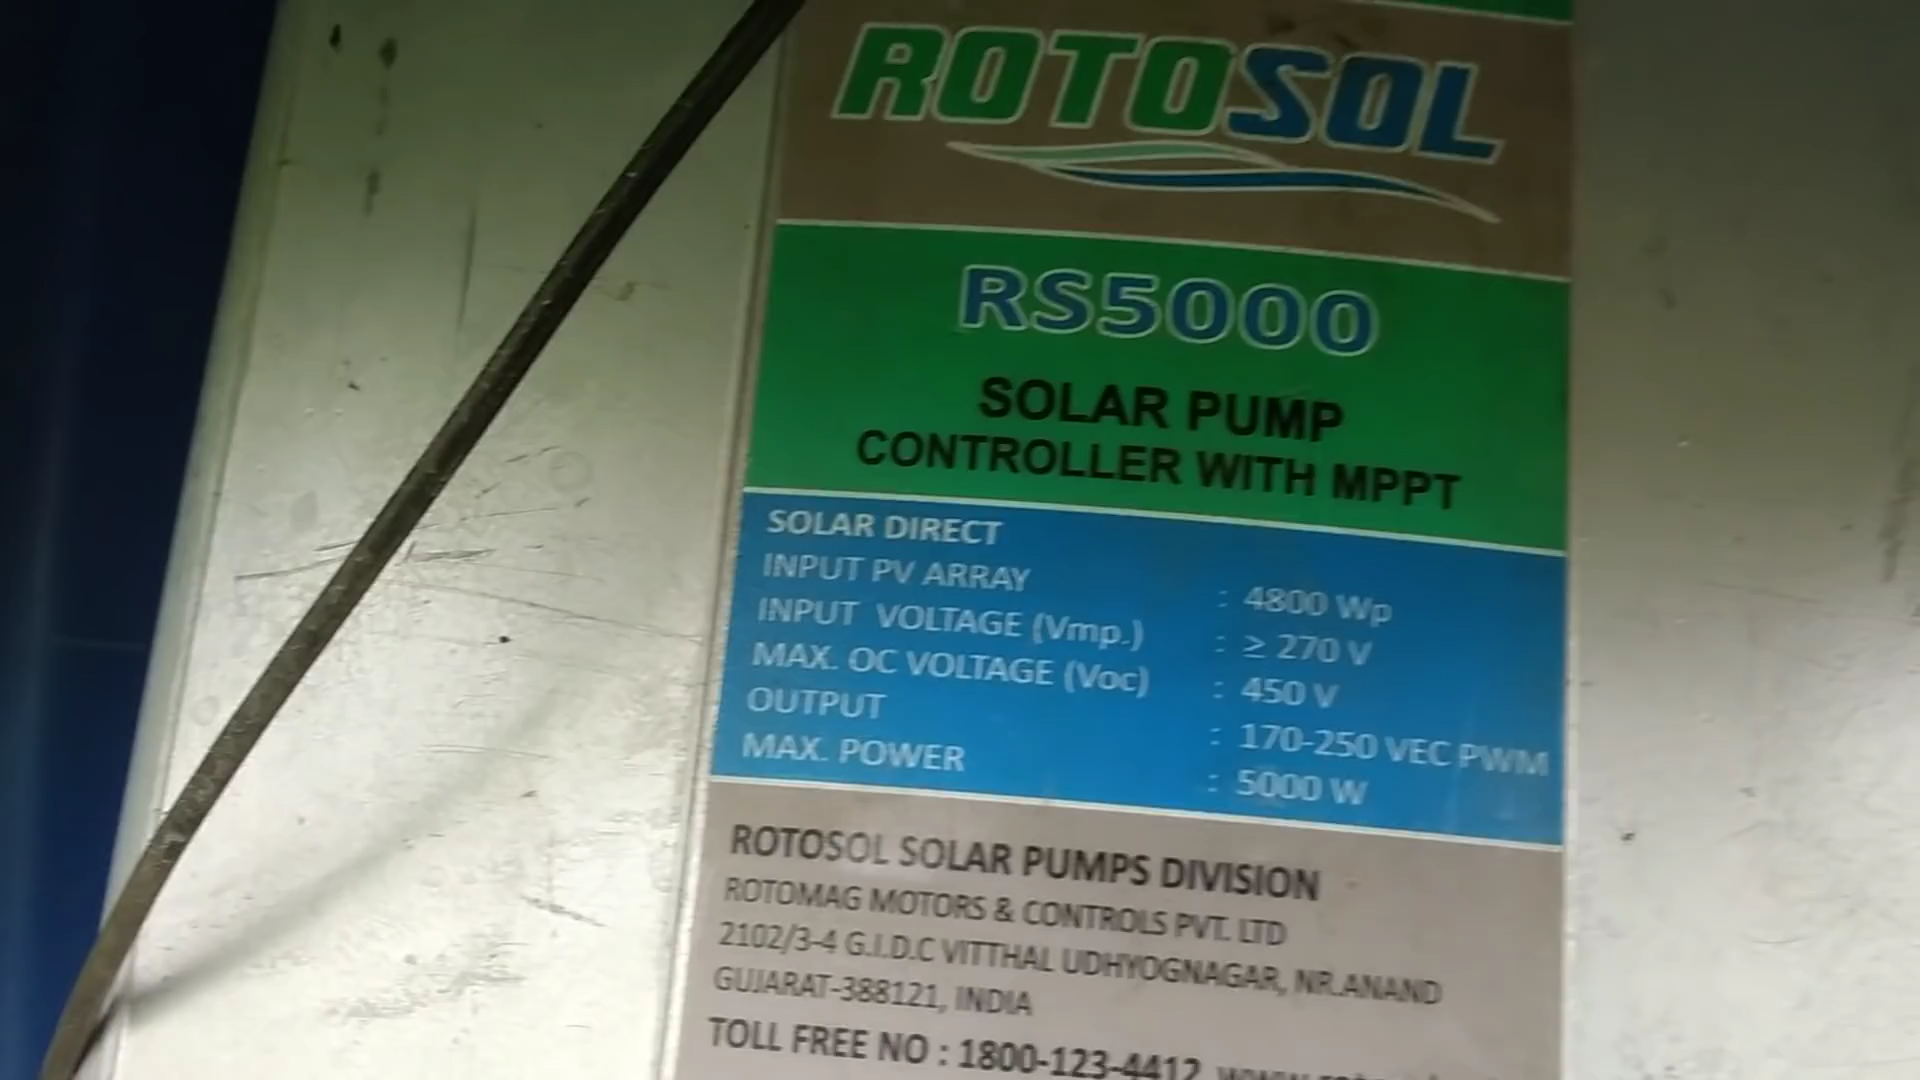 ROTOSOL
RS5000
SOLAR PUMP
CONTROLLER WITH MPPT
SOLAR DIRECT
INPUT PV ARRAY : 4800 Wp
INPUT VOLTAGE (Vmp.) : ≥ 270 V
MAX. OC VOLTAGE (Voc) : 450 V
OUTPUT : 170-250 VEC PWM
MAX. POWER : 5000 W
ROTOSOL SOLAR PUMPS DIVISION
ROTOMAG MOTORS & CONTROLS PVT. LTD
2102/3-4 G.I.D.C VITTHAL UDHYOGNAGAR, NR.ANAND
GUJARAT-388121, INDIA
TOLL FREE NO : 1800-123-4412